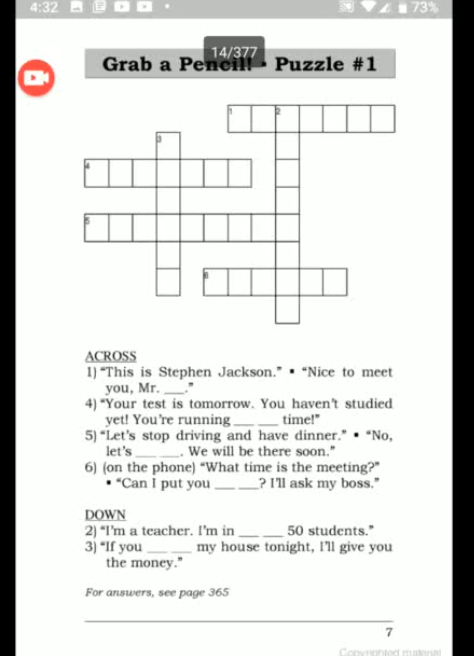 4:32
73%
14/377
Grab a Pencil! • Puzzle #1
1
2
3
4
5
6
ACROSS
1) “This is Stephen Jackson.” ▪ “Nice to meet
you, Mr. ___.”
4) “Your test is tomorrow. You haven’t studied
yet! You’re running ___ ___ time!”
5) “Let’s stop driving and have dinner.” ▪ “No,
let’s ___ ___. We will be there soon.”
6) (on the phone) “What time is the meeting?”
▪ “Can I put you ___ ___? I’ll ask my boss.”
DOWN
2) “I’m a teacher. I’m in ___ ___ 50 students.”
3) “If you ___ ___ my house tonight, I’ll give you
the money.”
For answers, see page 365
7
Copyrighted material